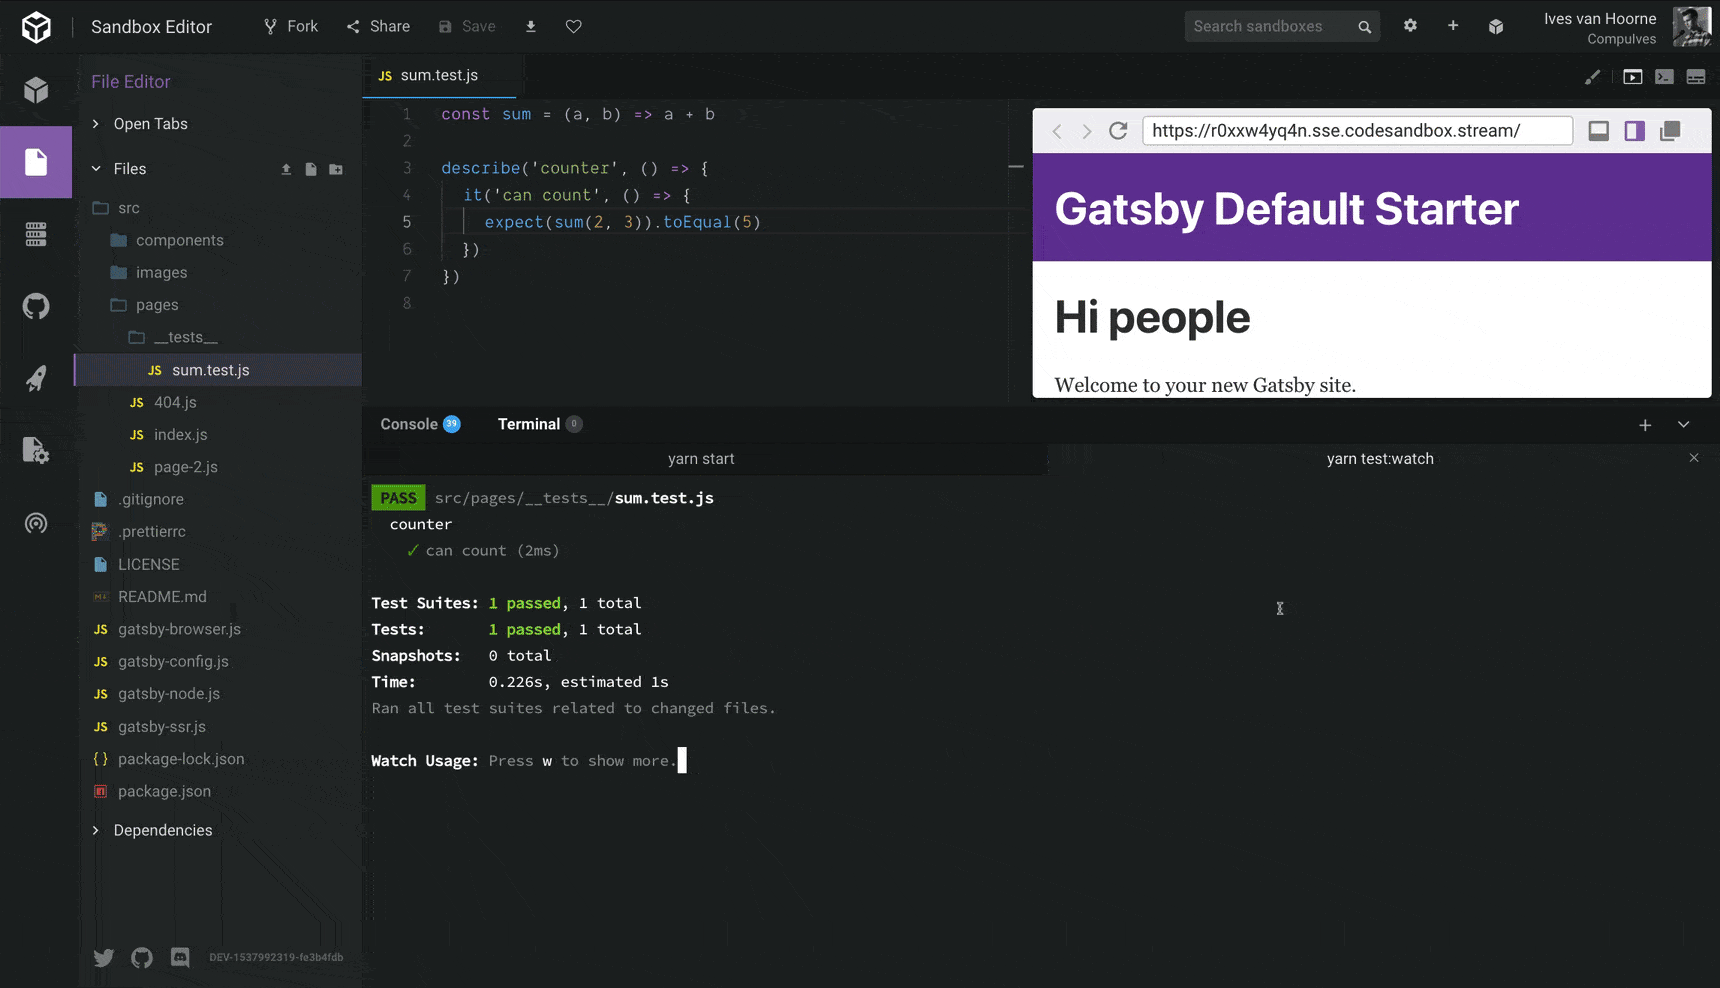 Sandbox Editor
Fork
Share
Save
Search sandboxes
Ives van Hoorne
Compulves
File Editor
Open Tabs
Files
src
components
images
pages
__tests__
JS sum.test.js
JS 404.js
JS index.js
JS page-2.js
.gitignore
.prettierrc
LICENSE
README.md
JS gatsby-browser.js
JS gatsby-config.js
JS gatsby-node.js
JS gatsby-ssr.js
{} package-lock.json
package.json
Dependencies
DEV-1537992319-fe3b4fdb
JS sum.test.js
1 const sum = (a, b) => a + b
2
3 describe('counter', () => {
4 it('can count', () => {
5 expect(sum(2, 3)).toEqual(5)
6 })
7 })
8
https://r0xxw4yq4n.sse.codesandbox.stream/
Gatsby Default Starter
Hi people
Welcome to your new Gatsby site.
Console 39 Terminal 0
yarn start
yarn test:watch
PASS src/pages/__tests__/sum.test.js
counter
✓ can count (2ms)
Test Suites: 1 passed, 1 total
Tests: 1 passed, 1 total
Snapshots: 0 total
Time: 0.226s, estimated 1s
Ran all test suites related to changed files.
Watch Usage: Press w to show more.